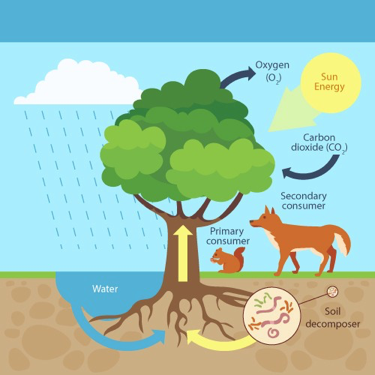 Oxygen
(O₂)
Sun
Energy
Carbon
dioxide (CO₂)
Secondary
consumer
Primary
consumer
Water
Soil
decomposer